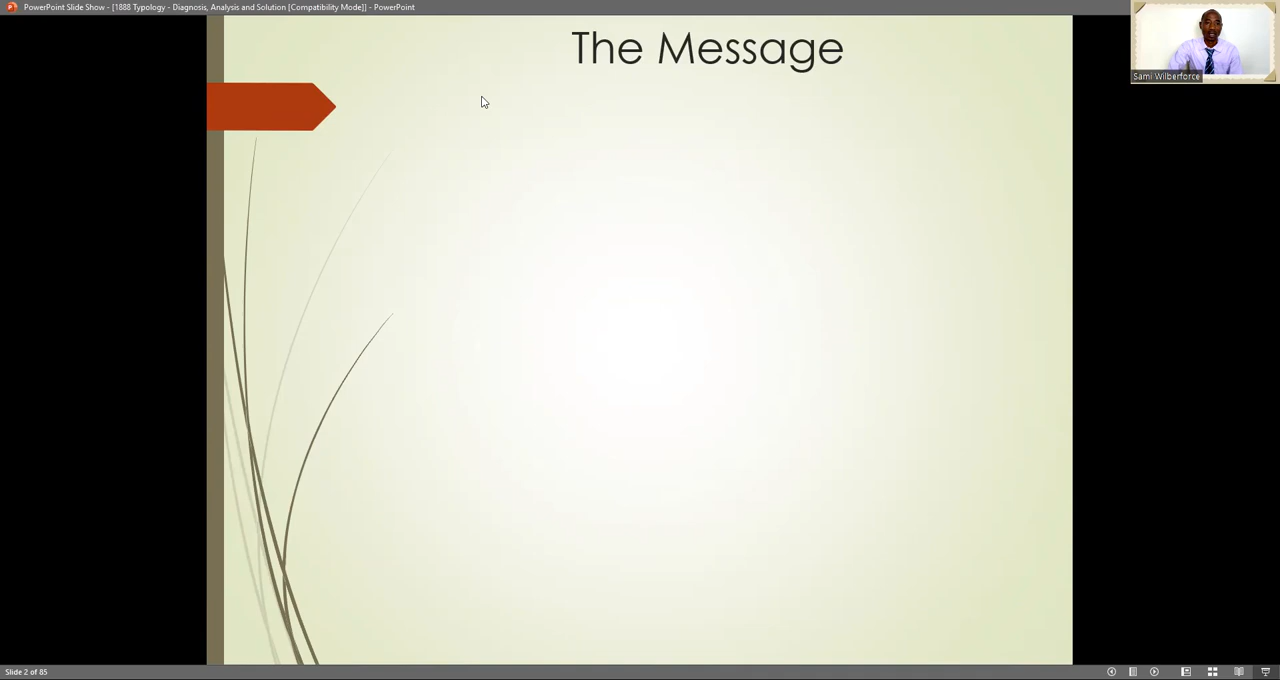 PowerPoint Slide Show - [1888 Typology - Diagnosis, Analysis and Solution [Compatibility Mode]] - PowerPoint
The Message
Sami Wilberforce
Slide 2 of 85